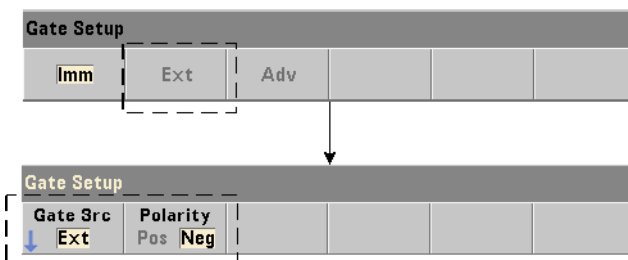 Gate Setup
Imm Ext Adv
Gate Setup
Gate Src Polarity
Ext Pos Neg